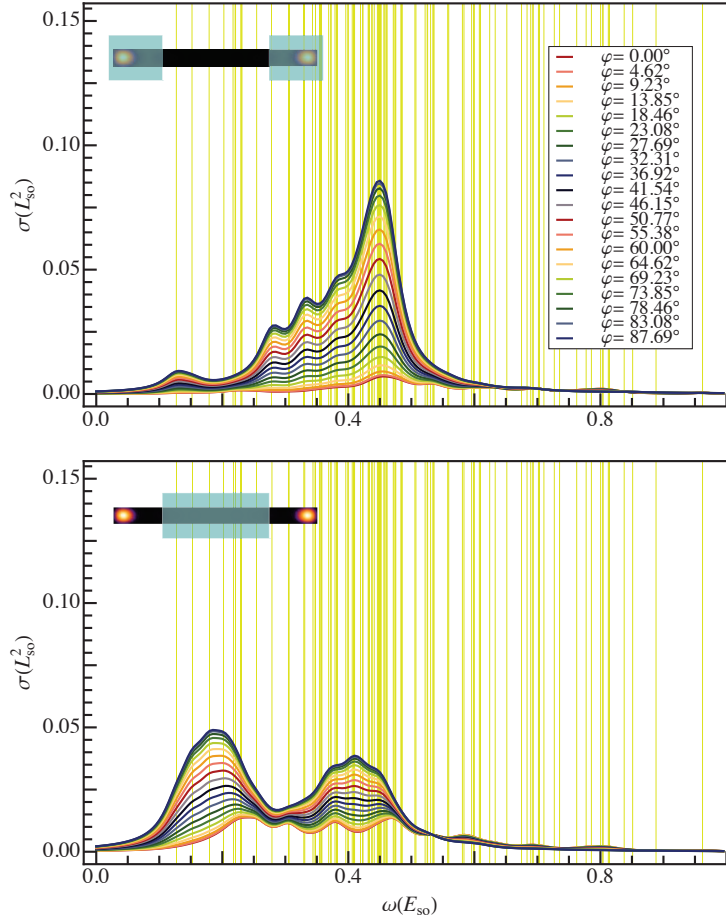 0.15
0.10
0.05
0.00
σ(L²so)
0.0
0.4
0.8
φ= 0.00°
φ= 4.62°
φ= 9.23°
φ= 13.85°
φ= 18.46°
φ= 23.08°
φ= 27.69°
φ= 32.31°
φ= 36.92°
φ= 41.54°
φ= 46.15°
φ= 50.77°
φ= 55.38°
φ= 60.00°
φ= 64.62°
φ= 69.23°
φ= 73.85°
φ= 78.46°
φ= 83.08°
φ= 87.69°
0.15
0.10
0.05
0.00
σ(L²so)
0.0
0.4
0.8
ω(Eso)